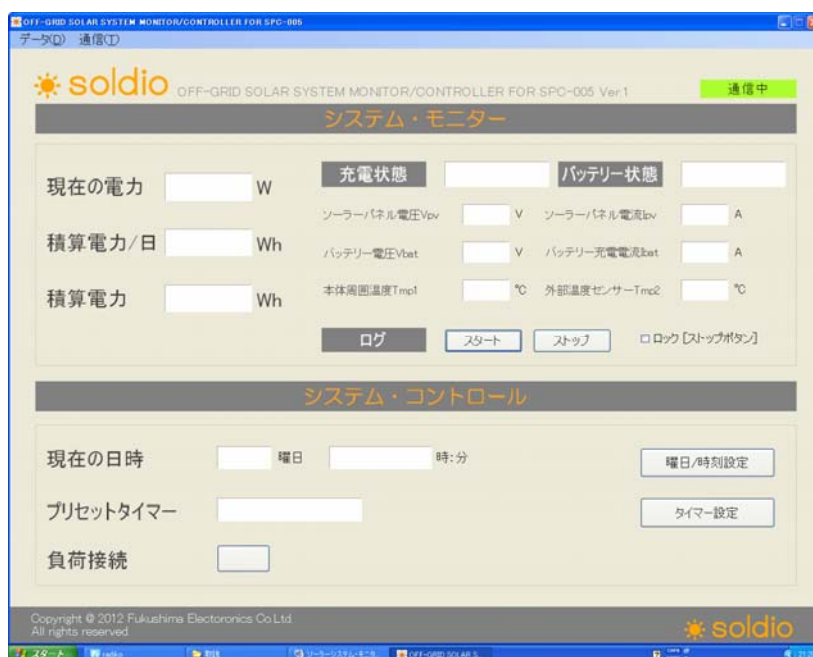 OFF-GRID SOLAR SYSTEM MONITOR/CONTROLLER FOR SPC-005
データ(D) 通信(T)
soldio OFF-GRID SOLAR SYSTEM MONITOR/CONTROLLER FOR SPC-005 Ver.1 通信中
システム・モニター
現在の電力 W 充電状態 バッテリー状態
ソーラーパネル電圧Vpv V ソーラーパネル電流Ipv A
積算電力/日 Wh
バッテリー電圧Vbat V バッテリー充電電流Ibat A
積算電力 Wh 本体周囲温度Tmp1 ℃ 外部温度センサーTmp2 ℃
ログ スタート ストップ ロック [ストップボタン]
システム・コントロール
現在の日時 曜日 時:分 曜日/時刻設定
プリセットタイマー タイマー設定
負荷接続
Copyright @ 2012 Fukushima Electoronics Co.Ltd.
All rights reserved
soldio
スタート radiko OFF-GRID SOLAR S...